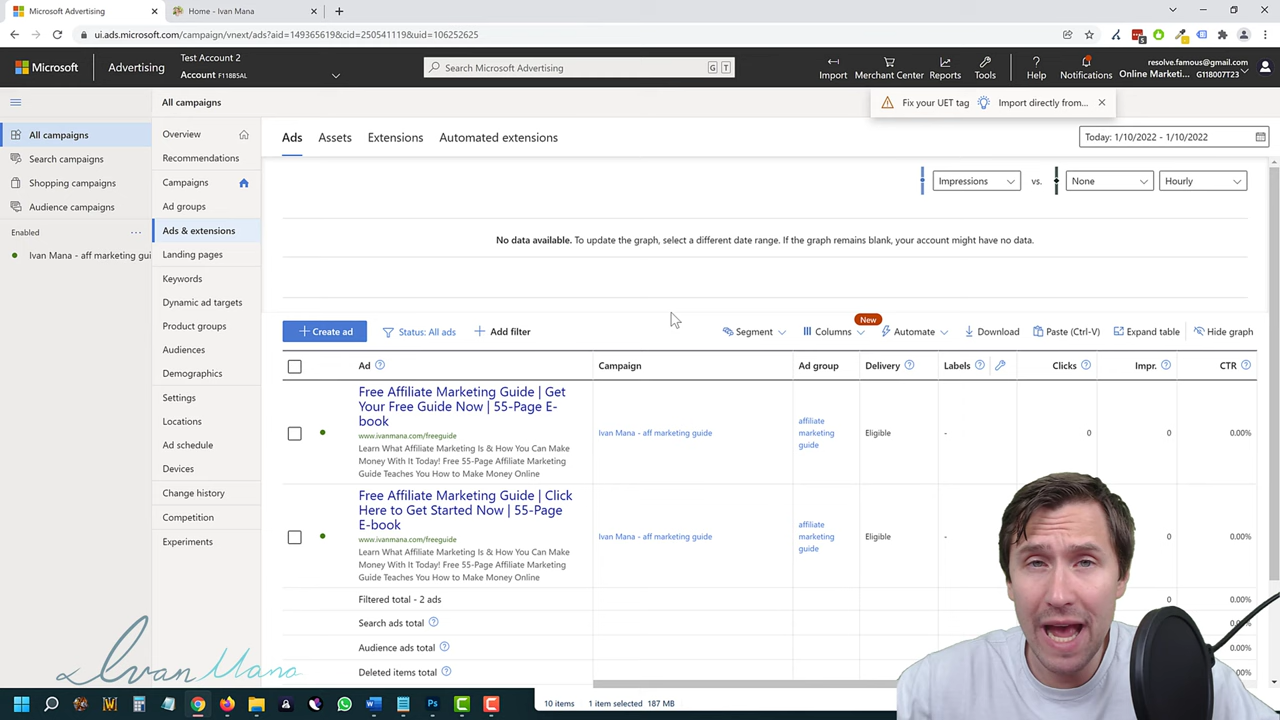 Microsoft Advertising
Home - Ivan Mana
ui.ads.microsoft.com/campaign/vnext/ads?aid=149365619&cid=250541119&uid=106252625
Microsoft
Advertising
Test Account 2
Account F118BSAL
Search Microsoft Advertising
G
T
Import
Merchant Center
Reports
Tools
Help
Notifications
resolve.famous@gmail.com
Online Marketi...
G118007T23
Fix your UET tag
Import directly from...
All campaigns
Search campaigns
Shopping campaigns
Audience campaigns
Enabled
...
Ivan Mana - aff marketing gui
All campaigns
Overview
Recommendations
Campaigns
Ad groups
Ads & extensions
Landing pages
Keywords
Dynamic ad targets
Product groups
Audiences
Demographics
Settings
Locations
Ad schedule
Devices
Change history
Competition
Experiments
Ads
Assets
Extensions
Automated extensions
Today: 1/10/2022 - 1/10/2022
Impressions
vs.
None
Hourly
No data available. To update the graph, select a different date range. If the graph remains blank, your account might have no data.
+ Create ad
Status: All ads
+ Add filter
Segment
Columns
New
Automate
Download
Paste (Ctrl-V)
Expand table
Hide graph
Ad
Campaign
Ad group
Delivery
Labels
Clicks
Impr.
CTR
Free Affiliate Marketing Guide | Get
Your Free Guide Now | 55-Page E-
book
www.ivanmana.com/freeguide
Learn What Affiliate Marketing Is & How You Can Make
Money With It Today! Free 55-Page Affiliate Marketing
Guide Teaches You How to Make Money Online
Ivan Mana - aff marketing guide
affiliate
marketing
guide
Eligible
-
0
0
0.00%
Free Affiliate Marketing Guide | Click
Here to Get Started Now | 55-Page
E-book
www.ivanmana.com/freeguide
Learn What Affiliate Marketing Is & How You Can Make
Money With It Today! Free 55-Page Affiliate Marketing
Guide Teaches You How to Make Money Online
Ivan Mana - aff marketing guide
affiliate
marketing
guide
Eligible
-
0
0.00%
Filtered total - 2 ads
0
0.00%
Search ads total
0.00%
Audience ads total
Deleted items total
Ivan Mana
10 items
1 item selected 187 MB